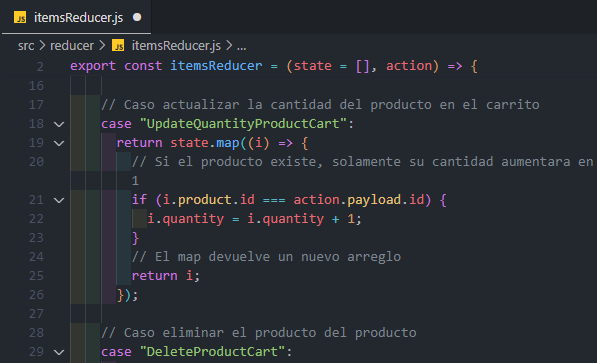 JS itemsReducer.js ●
src > reducer > JS itemsReducer.js > ...
2 export const itemsReducer = (state = [], action) => {
16
17 // Caso actualizar la cantidad del producto en el carrito
18 case "UpdateQuantityProductCart":
19 return state.map((i) => {
20 // Si el producto existe, solamente su cantidad aumentara en
1
21 if (i.product.id === action.payload.id) {
22 i.quantity = i.quantity + 1;
23 }
24 // El map devuelve un nuevo arreglo
25 return i;
26 });
27
28 // Caso eliminar el producto del producto
29 case "DeleteProductCart":